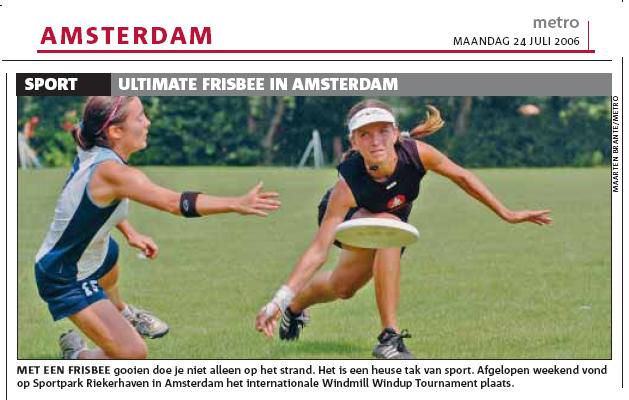 AMSTERDAM
metro
MAANDAG 24 JULI 2006
SPORT ULTIMATE FRISBEE IN AMSTERDAM
MAARTEN BRANTE/METRO
MET EEN FRISBEE gooien doe je niet alleen op het strand. Het is een heuse tak van sport. Afgelopen weekend vond
op Sportpark Riekerhaven in Amsterdam het internationale Windmill Windup Tournament plaats.